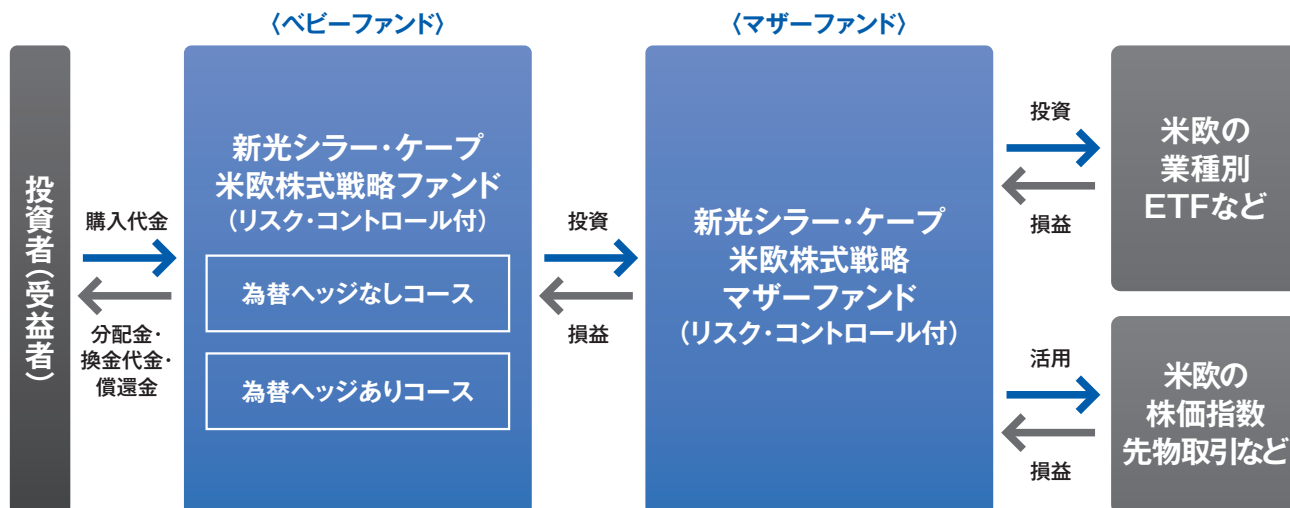 〈ベビーファンド〉
〈マザーファンド〉
投資者(受益者)
購入代金
分配金・
換金代金・
償還金
新光シラー・ケープ
米欧株式戦略ファンド
(リスク・コントロール付)
為替ヘッジなしコース
為替ヘッジありコース
投資
損益
新光シラー・ケープ
米欧株式戦略
マザーファンド
(リスク・コントロール付)
投資
損益
米欧の
業種別
ETFなど
活用
損益
米欧の
株価指数
先物取引など